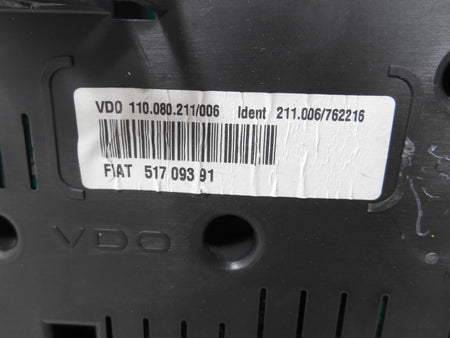 VDO 110.080.211/006 Ident 211.006/762216
FIAT 517 093 91
VDO